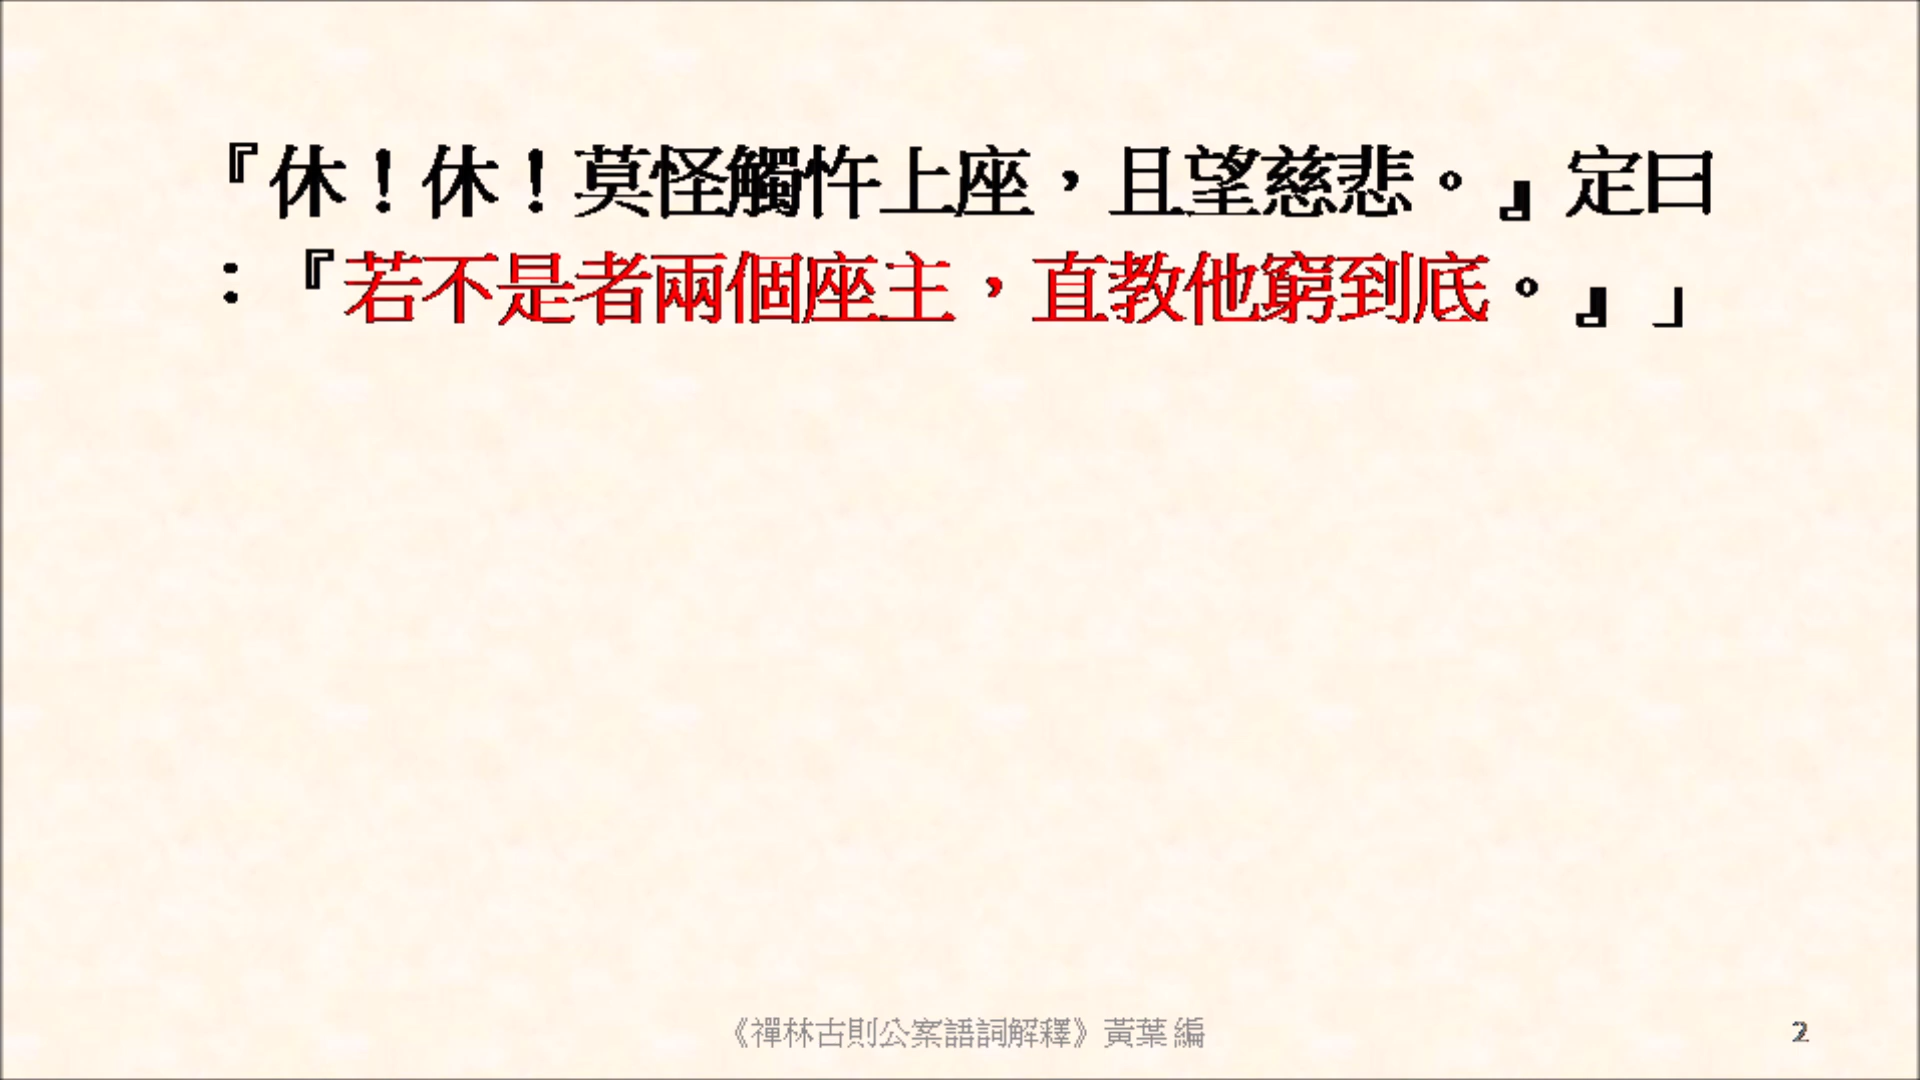 『休！休！莫怪觸忤上座，且望慈悲。』定曰
：『若不是者兩個座主，直教他窮到底。』」
《禪林古則公案語詞解釋》黃葉 編
2